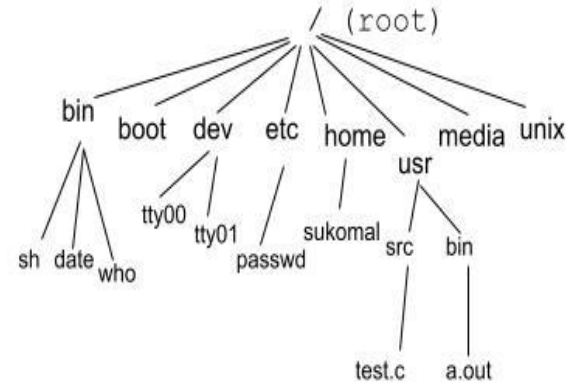 / (root)
bin boot dev etc home usr media unix
sh date who tty00 tty01 passwd sukomal src bin
test.c a.out